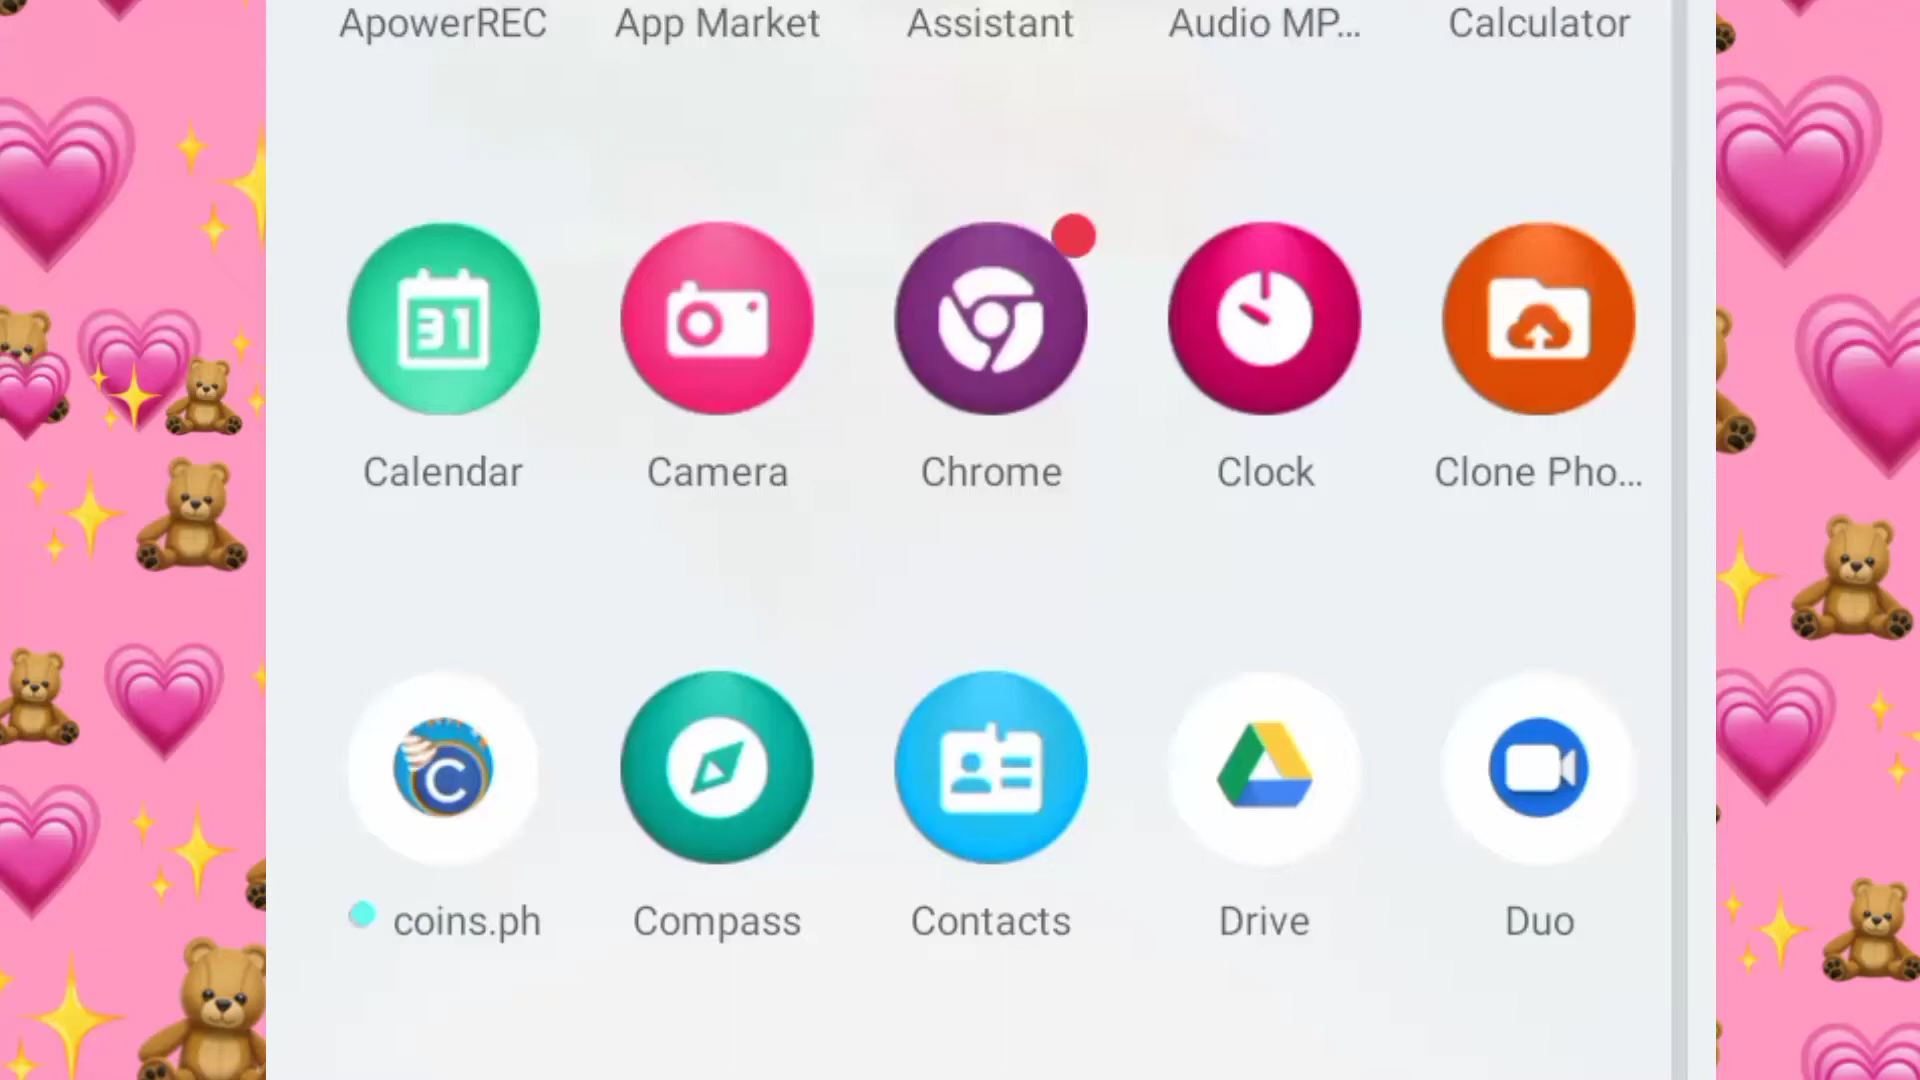 ApowerREC App Market Assistant Audio MP... Calculator
31
Calendar Camera Chrome Clock Clone Pho...
C
coins.ph Compass Contacts Drive Duo